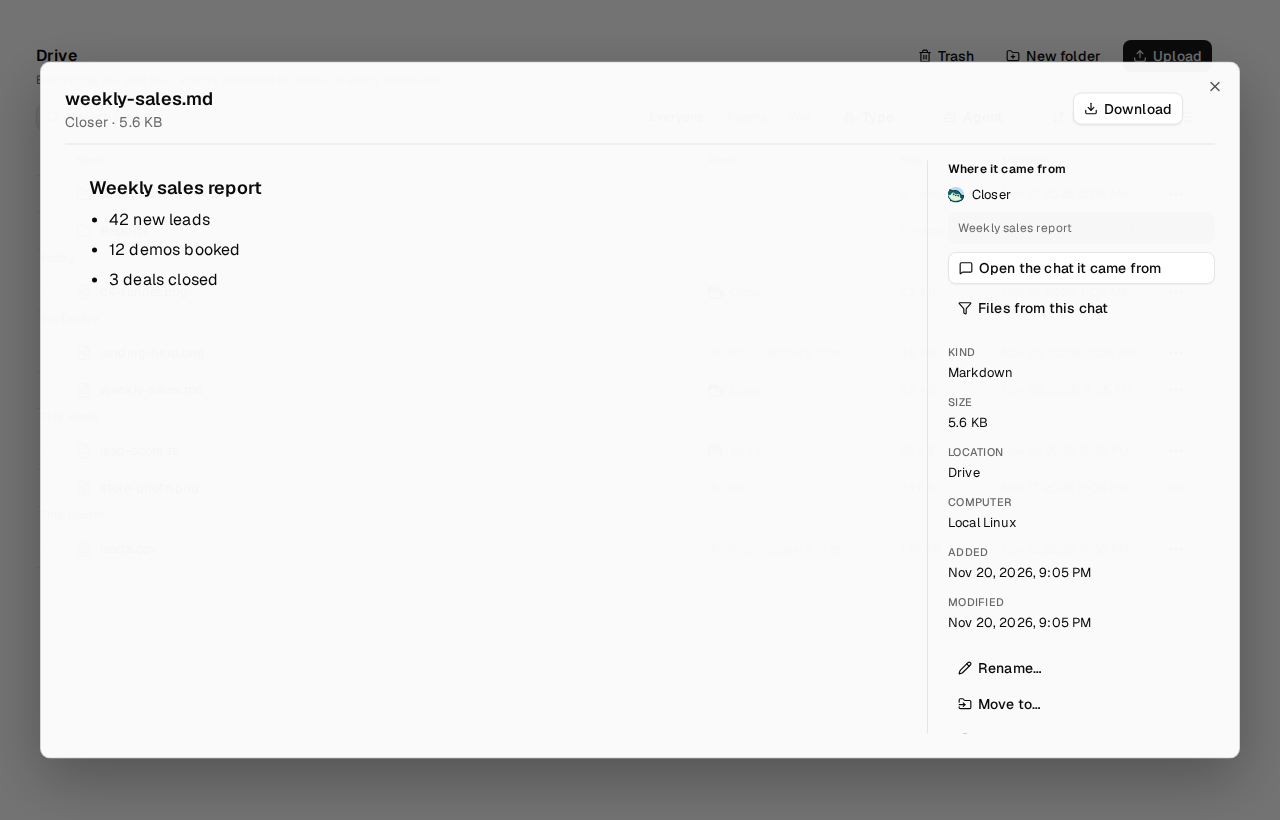 Drive
Trash
New folder
Upload
weekly-sales.md
Closer · 5.6 KB
Download
Weekly sales report
• 42 new leads
• 12 demos booked
• 3 deals closed
Where it came from
Closer
Weekly sales report
Open the chat it came from
Files from this chat
KIND
Markdown
SIZE
5.6 KB
LOCATION
Drive
COMPUTER
Local Linux
ADDED
Nov 20, 2026, 9:05 PM
MODIFIED
Nov 20, 2026, 9:05 PM
Rename...
Move to...